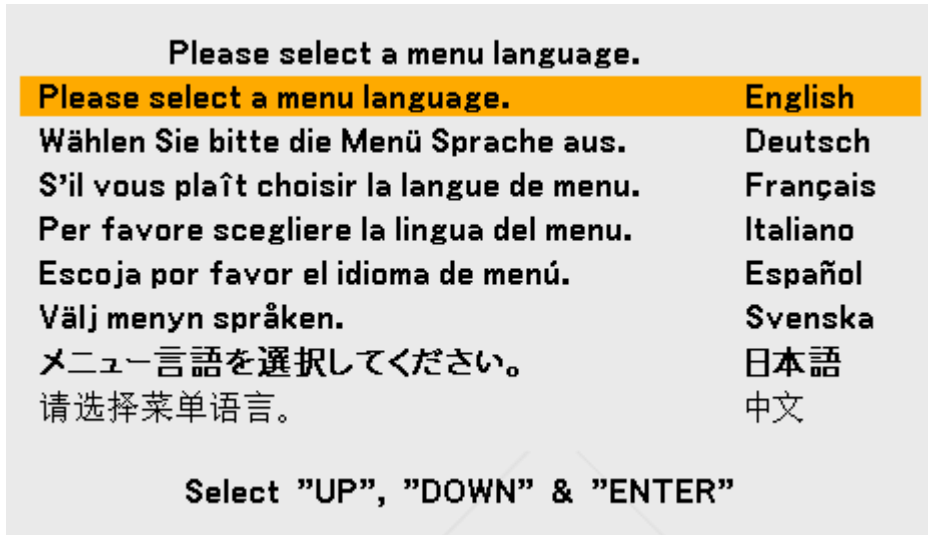 Please select a menu language.
Please select a menu language. English
Wählen Sie bitte die Menü Sprache aus. Deutsch
S’il vous plaît choisir la langue de menu. Français
Per favore scegliere la lingua del menu. Italiano
Escoja por favor el idioma de menú. Español
Välj menyn språken. Svenska
メニュー言語を選択してください。 日本語
请选择菜单语言。 中文
Select ”UP”, ”DOWN” & ”ENTER”